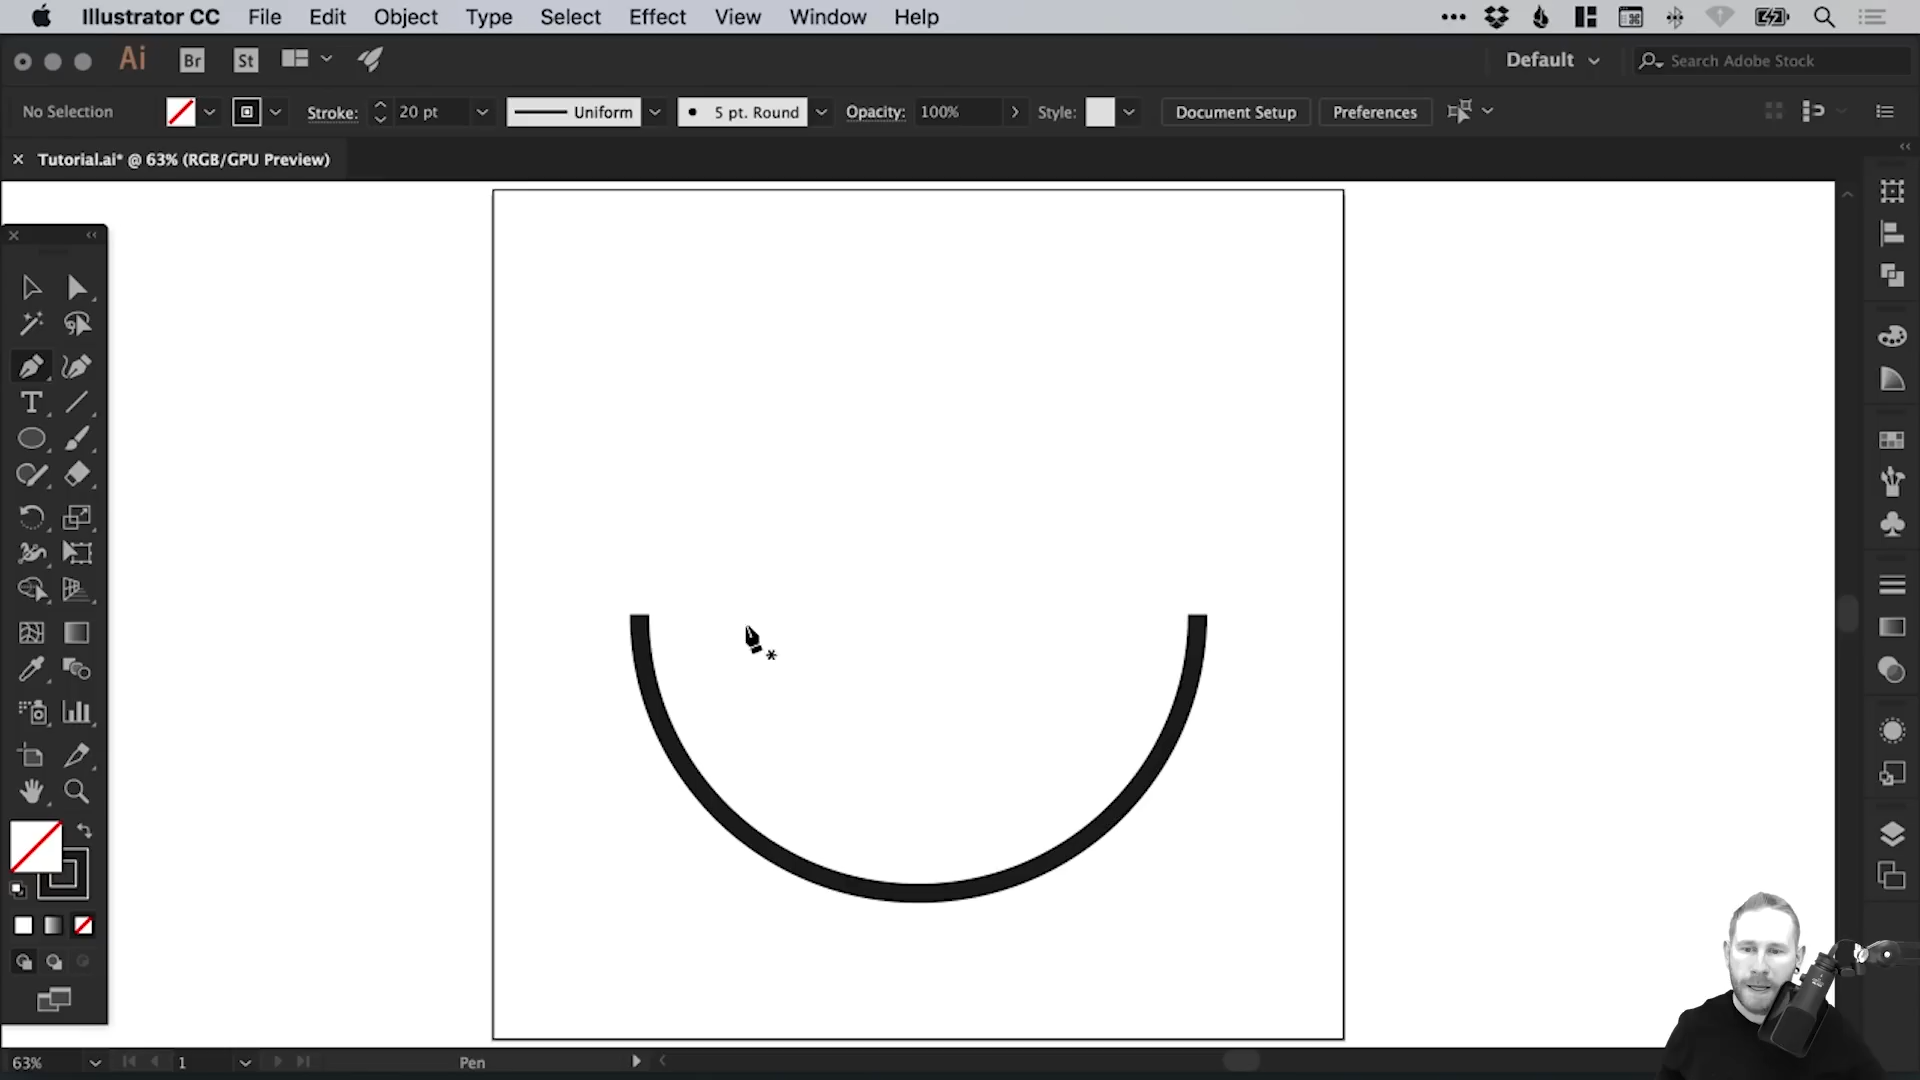 Illustrator CC File Edit Object Type Select Effect View Window Help
Ai Br St Default Search Adobe Stock
No Selection Stroke: 20 pt Uniform 5 pt. Round Opacity: 100% Style: Document Setup Preferences
Tutorial.ai* @ 63% (RGB/GPU Preview)
63% 1 Pen